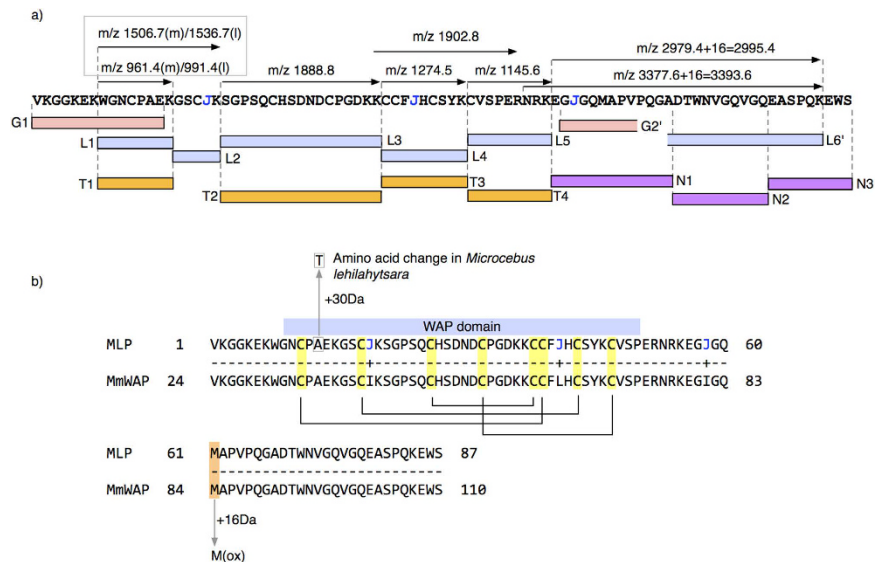 a)
m/z 1506.7(m)/1536.7(l)
m/z 1902.8
m/z 2979.4+16=2995.4
m/z 961.4(m)/991.4(l)
m/z 1888.8
m/z 1274.5
m/z 1145.6
m/z 3377.6+16=3393.6
VKGGKEKWGNCPAEKGSCJKSGPSQCHSDNDCPGDKKCCFJHCSYKCVSPERNRKEGJGQMAPVPQGADTWNVGQVGQEASPQKEWS
G1 G2'
L1 L3 L5 L6'
L2 L4
T1 T3 N1 N3
T2 T4 N2
b)
T Amino acid change in Microcebus
lehilahytsara
+30Da
WAP domain
MLP 1 VKGGKEKWGNCPAEKGSCJKSGPSQCHSDNDCPGDKKCCFJHCSYKCVSPERNRKEGJGQ 60
------------------+--------------------+----------------+--
MmWAP 24 VKGGKEKWGNCPAEKGSCIKSGPSQCHSDNDCPGDKKCCFLHCSYKCVSPERNRKEGIGQ 83
MLP 61 MAPVPQGADTWNVGQVGQEASPQKEWS 87
---------------------------
MmWAP 84 MAPVPQGADTWNVGQVGQEASPQKEWS 110
+16Da
M(ox)